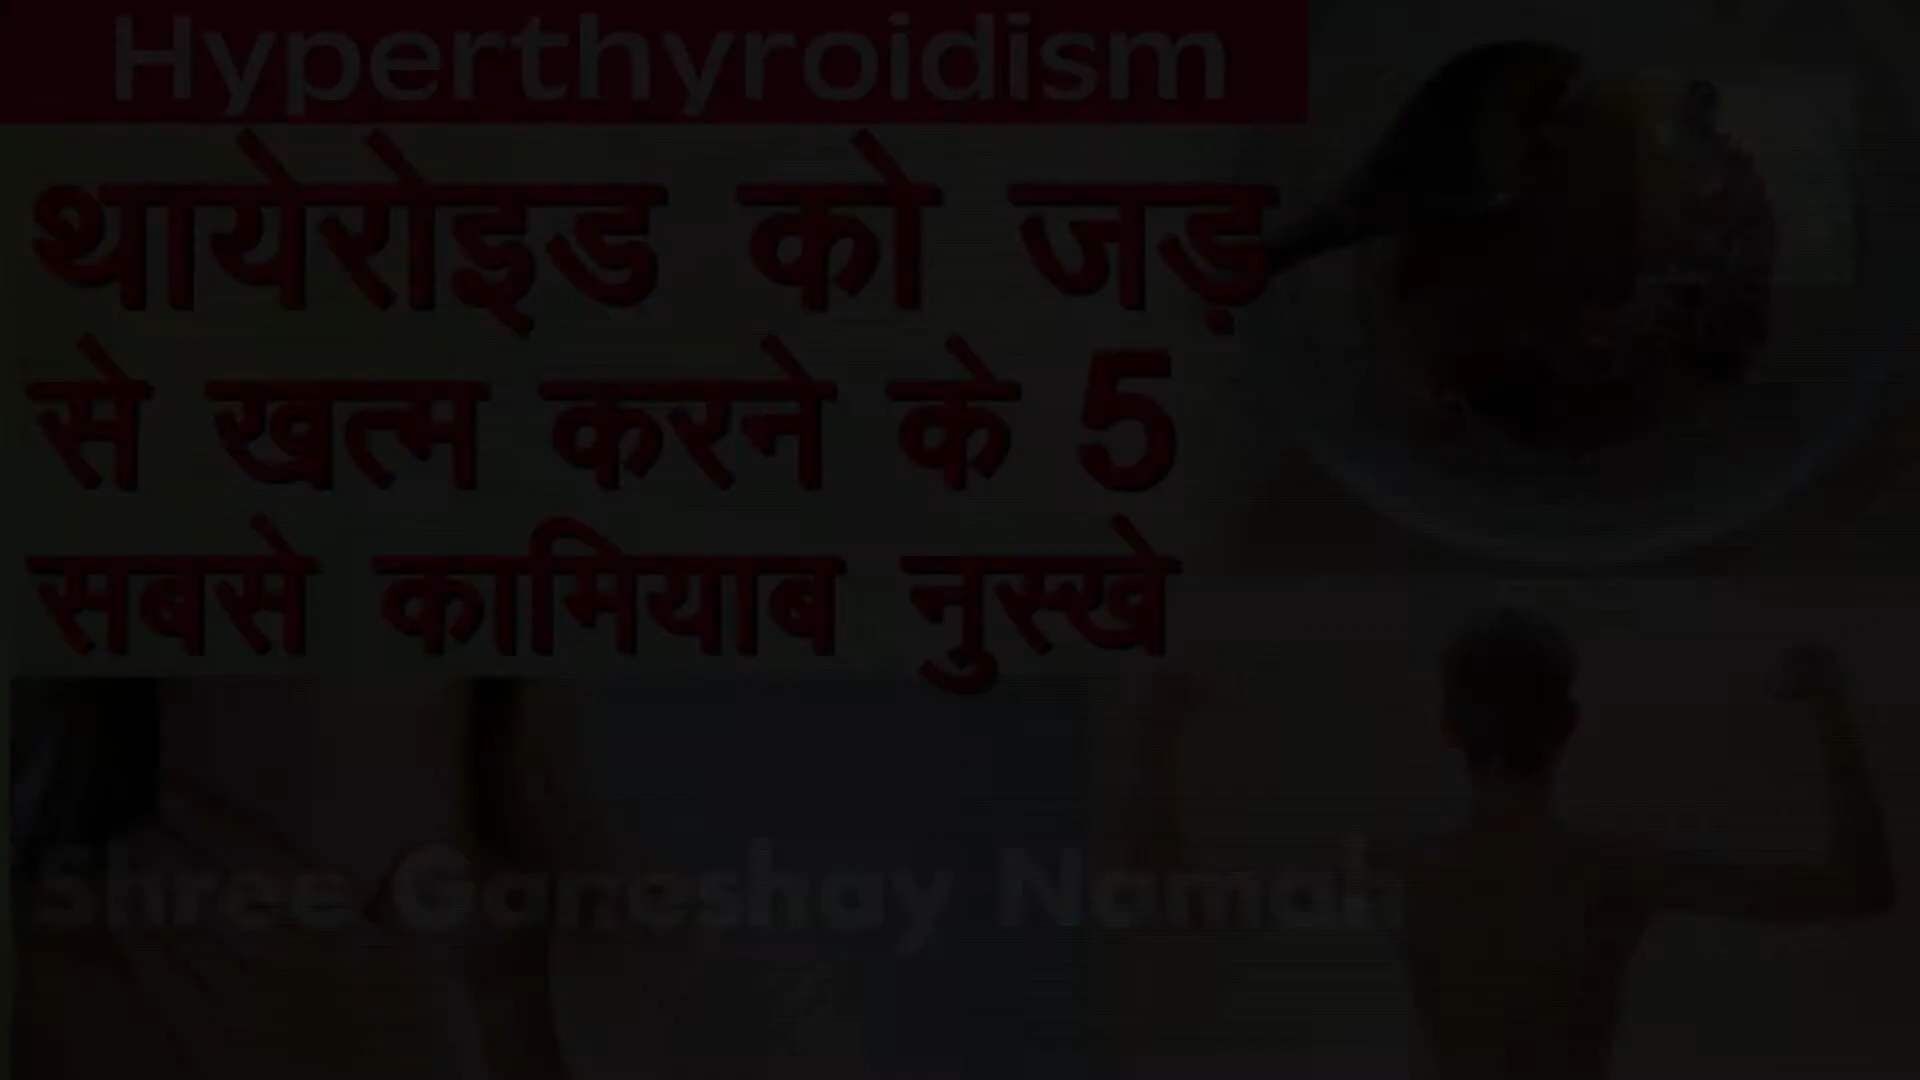 Hyperthyroidism
थायेरोइड को जड़
से खत्म करने के 5
सबसे कामियाब नुस्खे
Shree Ganeshay Namah